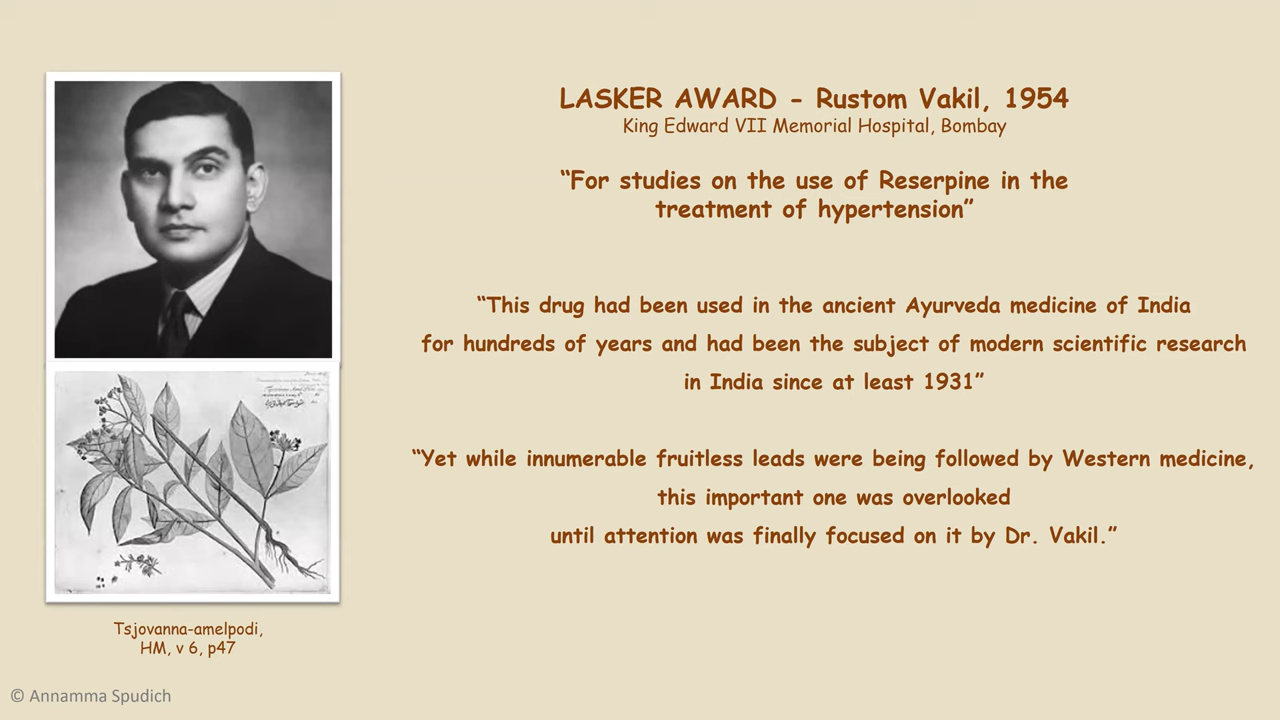 LASKER AWARD - Rustom Vakil, 1954
King Edward VII Memorial Hospital, Bombay
“For studies on the use of Reserpine in the
treatment of hypertension”
“This drug had been used in the ancient Ayurveda medicine of India
for hundreds of years and had been the subject of modern scientific research
in India since at least 1931”
“Yet while innumerable fruitless leads were being followed by Western medicine,
this important one was overlooked
until attention was finally focused on it by Dr. Vakil.”
Tsjovanna-amelpodi,
HM, v 6, p47
© Annamma Spudich